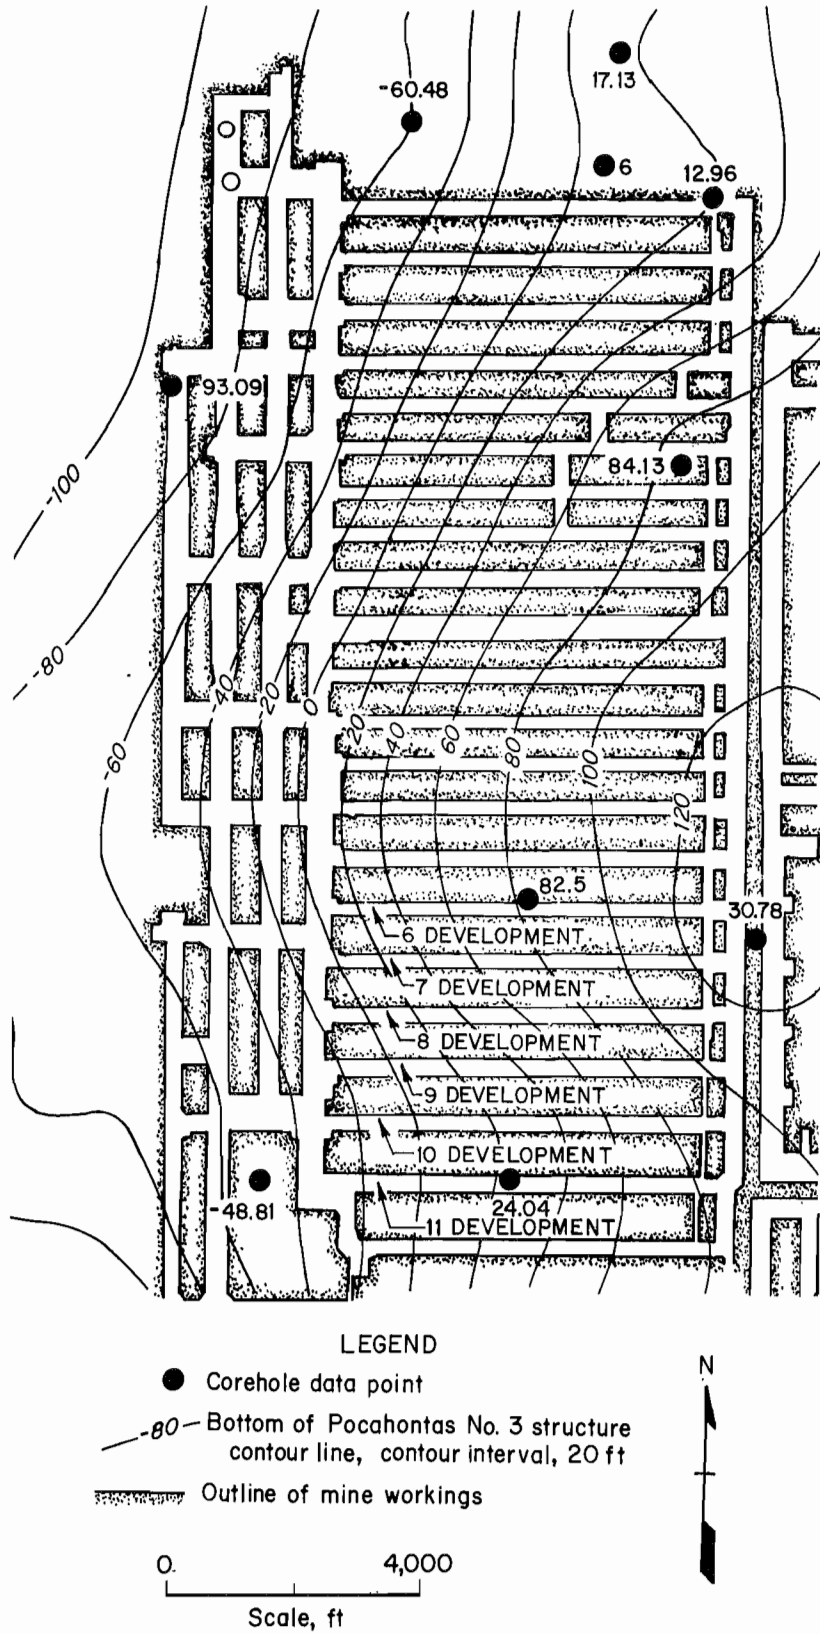 17.13
-60.48
6
12.96
93.09
84.13
-100
-80
-60
-40
-20
0
20
40
60
80
100
120
82.5
30.78
6 DEVELOPMENT
7 DEVELOPMENT
8 DEVELOPMENT
9 DEVELOPMENT
10 DEVELOPMENT
11 DEVELOPMENT
-48.81
24.04
LEGEND
Corehole data point
-80 Bottom of Pocahontas No. 3 structure
contour line, contour interval, 20 ft
Outline of mine workings
N
0 4,000
Scale, ft